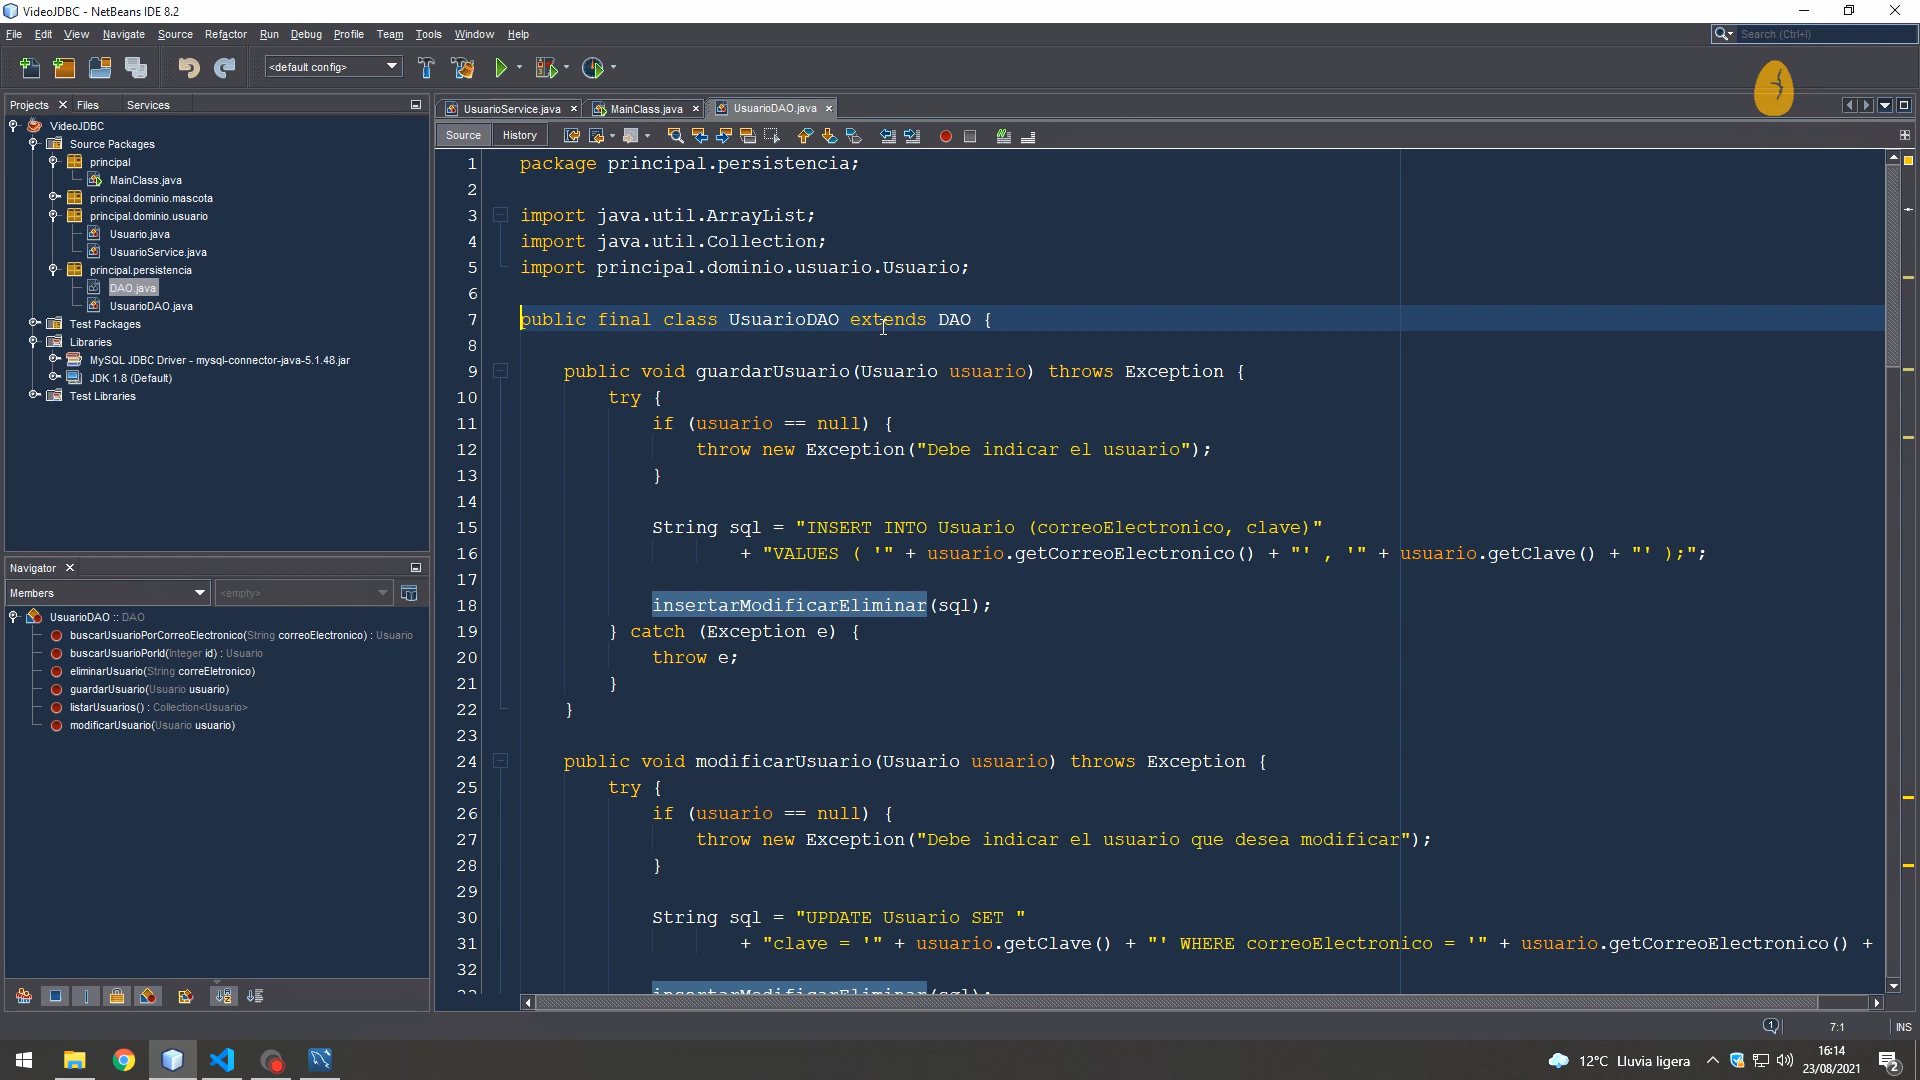 VideoJDBC - NetBeans IDE 8.2
File Edit View Navigate Source Refactor Run Debug Profile Team Tools Window Help
Search (Ctrl+I)
<default config>
Projects Files Services
VideoJDBC
Source Packages
principal
MainClass.java
principal.dominio.mascota
principal.dominio.usuario
Usuario.java
UsuarioService.java
principal.persistencia
DAO.java
UsuarioDAO.java
Test Packages
Libraries
MySQL JDBC Driver - mysql-connector-java-5.1.48.jar
JDK 1.8 (Default)
Test Libraries
Navigator
Members
<empty>
UsuarioDAO :: DAO
buscarUsuarioPorCorreoElectronico(String correoElectronico) : Usuario
buscarUsuarioPorId(Integer id) : Usuario
eliminarUsuario(String correEletronico)
guardarUsuario(Usuario usuario)
listarUsuarios() : Collection<Usuario>
modificarUsuario(Usuario usuario)
UsuarioService.java MainClass.java UsuarioDAO.java
Source History
1 package principal.persistencia;
2
3 import java.util.ArrayList;
4 import java.util.Collection;
5 import principal.dominio.usuario.Usuario;
6
7 public final class UsuarioDAO extends DAO {
8
9 public void guardarUsuario(Usuario usuario) throws Exception {
10 try {
11 if (usuario == null) {
12 throw new Exception("Debe indicar el usuario");
13 }
14
15 String sql = "INSERT INTO Usuario (correoElectronico, clave)"
16 + "VALUES ( '" + usuario.getCorreoElectronico() + "' , '" + usuario.getClave() + "' );";
17
18 insertarModificarEliminar(sql);
19 } catch (Exception e) {
20 throw e;
21 }
22 }
23
24 public void modificarUsuario(Usuario usuario) throws Exception {
25 try {
26 if (usuario == null) {
27 throw new Exception("Debe indicar el usuario que desea modificar");
28 }
29
30 String sql = "UPDATE Usuario SET "
31 + "clave = '" + usuario.getClave() + "' WHERE correoElectronico = '" + usuario.getCorreoElectronico() +
32
33 insertarModificarEliminar(sql);
1 7:1 INS
12°C Lluvia ligera
16:14
23/08/2021
2